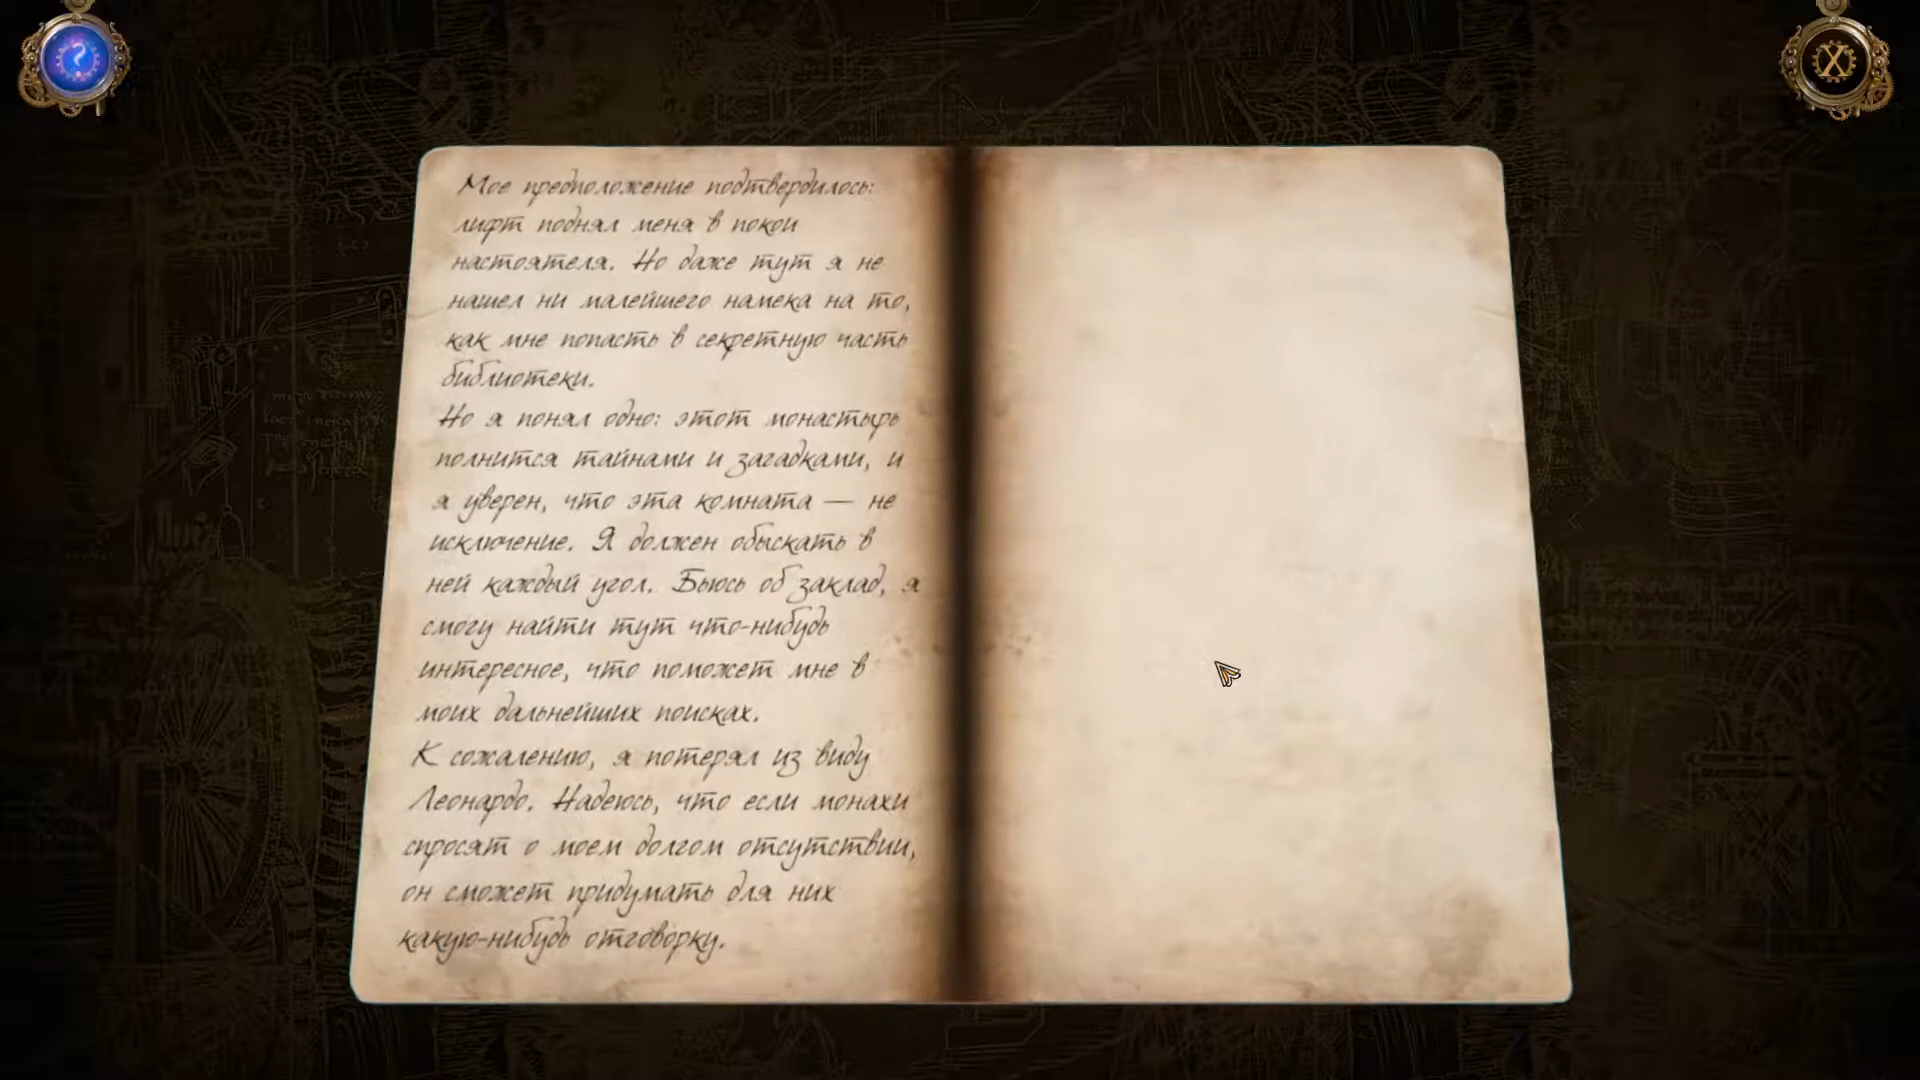 Мое предположение подтвердилось:
лифт поднял меня в покои
настоятеля. Но даже тут я не
нашел ни малейшего намека на то,
как мне попасть в секретную часть
библиотеки.
Но я понял одно: этот монастырь
полнится тайнами и загадками, и
я уверен, что эта комната — не
исключение. Я должен обыскать в
ней каждый угол. Бьюсь об заклад, я
смогу найти тут что-нибудь
интересное, что поможет мне в
моих дальнейших поисках.
К сожалению, я потерял из виду
Леонардо. Надеюсь, что если монахи
спросят о моем долгом отсутствии,
он сможет придумать для них
какую-нибудь отговорку.